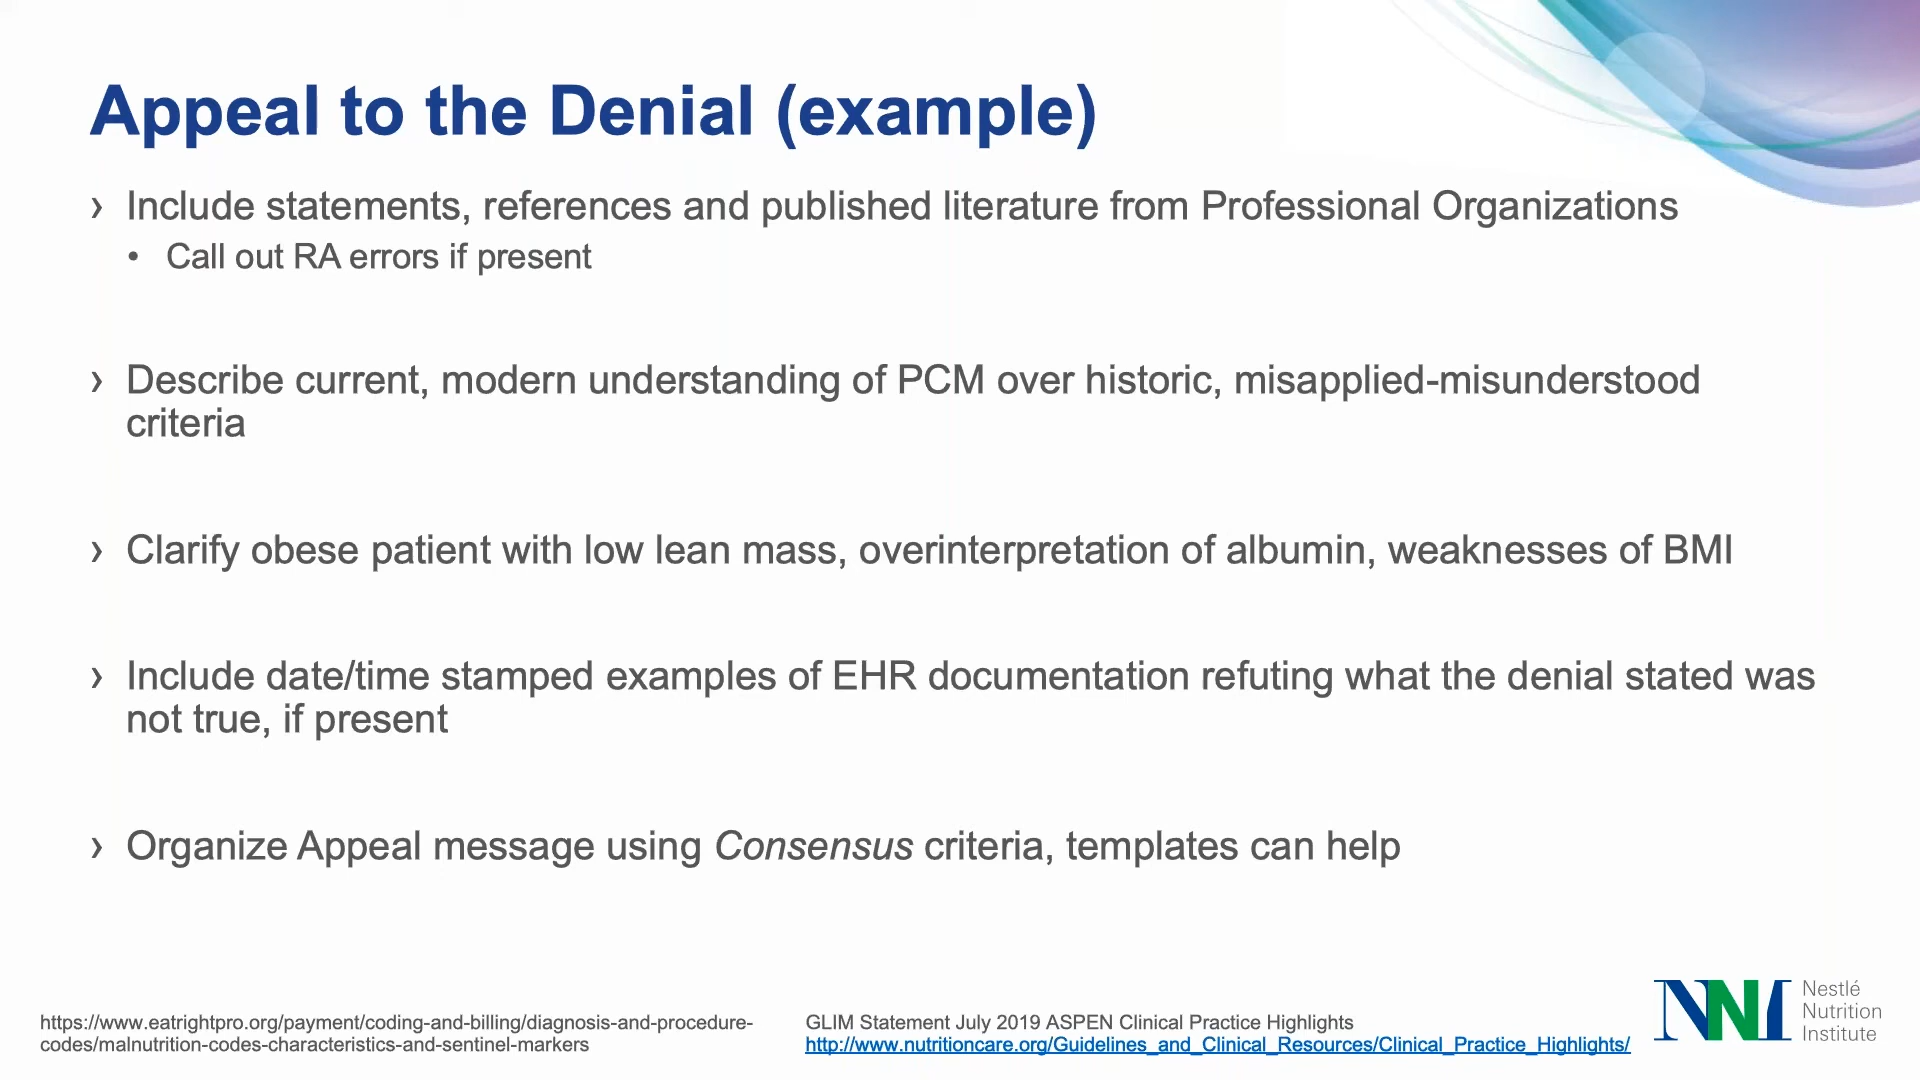 Appeal to the Denial (example)
› Include statements, references and published literature from Professional Organizations
• Call out RA errors if present
› Describe current, modern understanding of PCM over historic, misapplied-misunderstood
criteria
› Clarify obese patient with low lean mass, overinterpretation of albumin, weaknesses of BMI
› Include date/time stamped examples of EHR documentation refuting what the denial stated was
not true, if present
› Organize Appeal message using Consensus criteria, templates can help
https://www.eatrightpro.org/payment/coding-and-billing/diagnosis-and-procedure-
codes/malnutrition-codes-characteristics-and-sentinel-markers
GLIM Statement July 2019 ASPEN Clinical Practice Highlights
http://www.nutritioncare.org/Guidelines_and_Clinical_Resources/Clinical_Practice_Highlights/
NNI
Nestlé
Nutrition
Institute